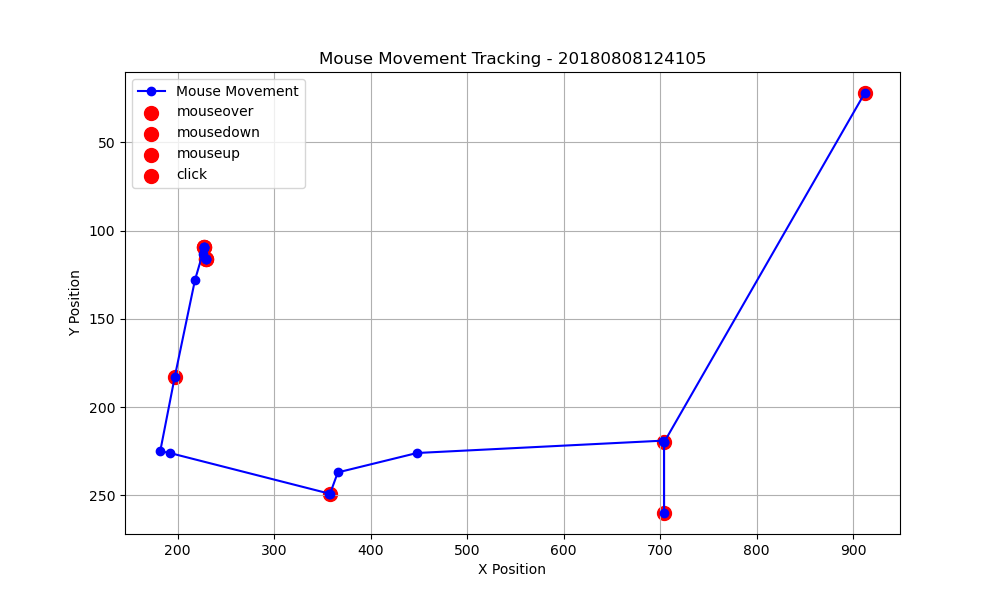 Mouse Movement Tracking - 20180808124105
Mouse Movement
mouseover
mousedown
mouseup
click
50
100
150
200
250
Y Position
200 300 400 500 600 700 800 900
X Position